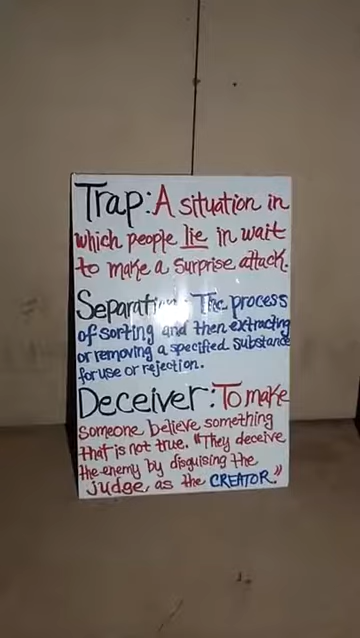 Trap: A situation in
which people lie in wait
to make a surprise attack.
Separation: The process
of sorting and then extracting
or removing a specified substance
for use or rejection.
Deceiver: To make
someone believe something
that is not true. "They deceive
the enemy by disguising the
judge, as the CREATOR."